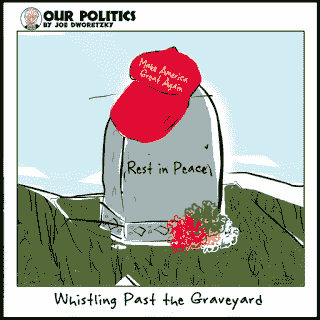 OUR POLITICS
BY JOE DWORETZKY
Make America
Great Again
Rest in Peace
Whistling Past the Graveyard